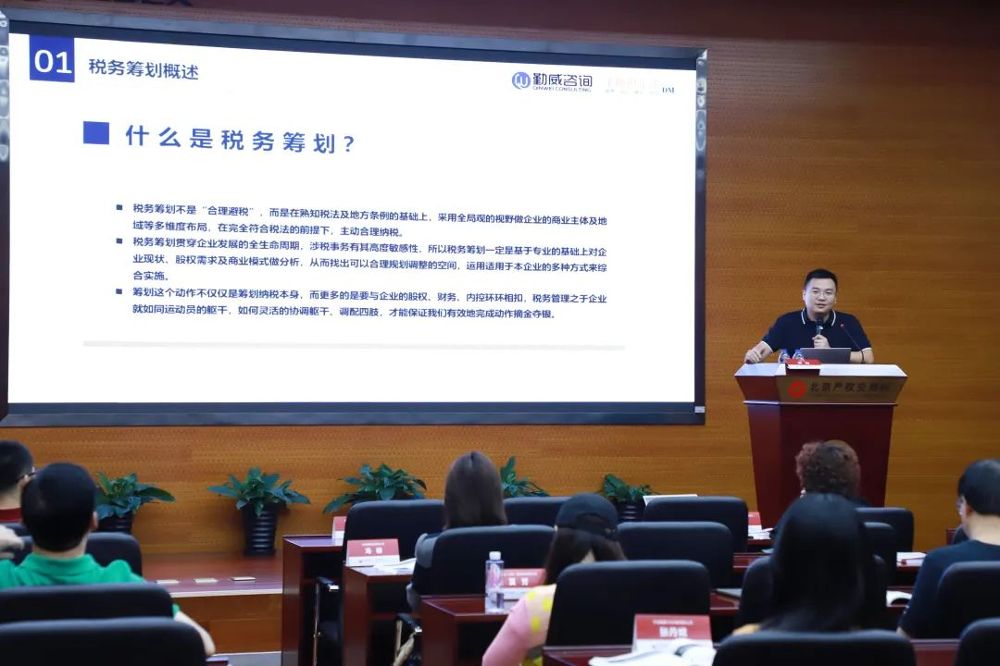 01
税务筹划概述
勤威咨询
QINWEI CONSULTING
DM
什么是税务筹划?
税务筹划不是“合理避税”,而是在熟知税法及地方条例的基础上,采用全局观的视野做企业的商业主体及地
域等多维度布局,在完全符合税法的前提下,主动合理纳税。
税务筹划贯穿企业发展的全生命周期,涉税事务有其高度敏感性,所以税务筹划一定是基于专业的基础上对企
业现状、股权需求及商业模式做分析,从而找出可以合理规划调整的空间,运用适用于本企业的多种方式来综
合实施。
筹划这个动作不仅仅是筹划纳税本身,而更多的是要与企业的股权、财务、内控环环相扣,税务管理之于企业
就如同运动员的躯干,如何灵活的协调躯干、调配四肢,才能保证我们有效地完成动作摘金夺银。
北京产权交易所